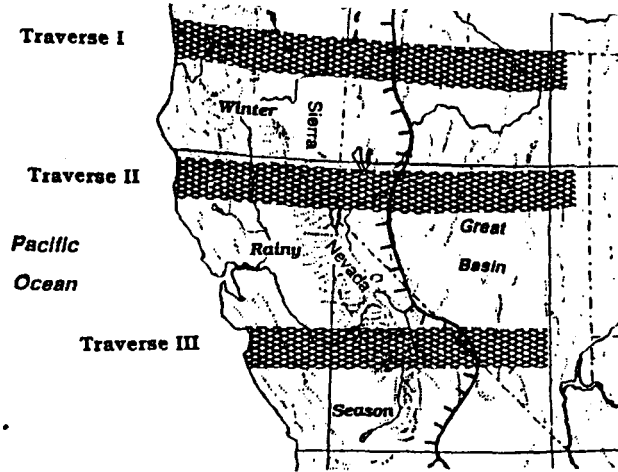 Traverse I
Winter
Sierra
Traverse II
Great
Pacific
Rainy
Nevada
Basin
Ocean
Traverse III
Season